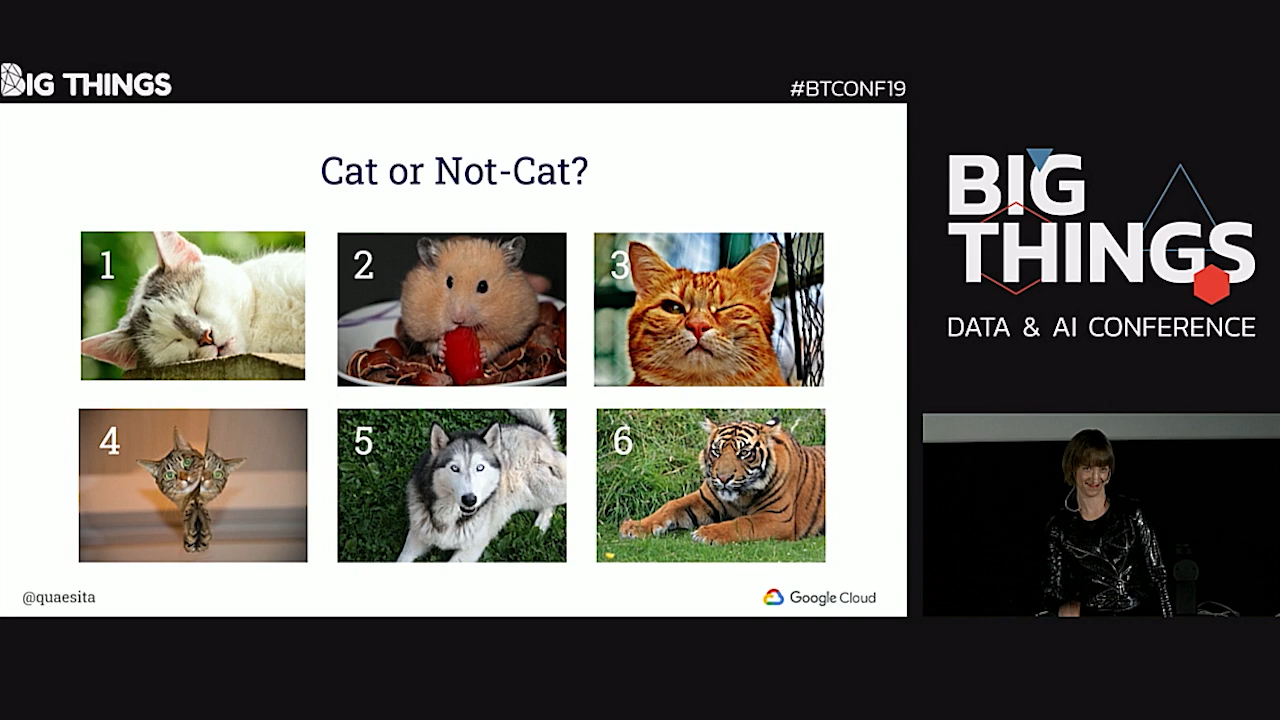 BIG THINGS
#BTCONF19
Cat or Not-Cat?
1
2
3
4
5
6
@quaesita
Google Cloud
BIG
THINGS
DATA & AI CONFERENCE